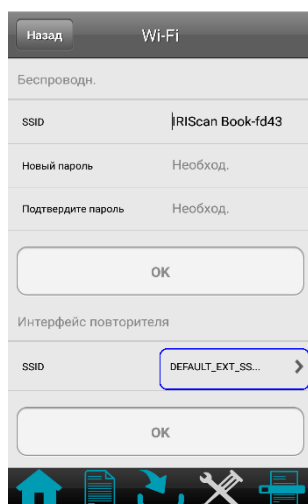 Назад Wi-Fi
Беспроводн.
SSID IRIScan Book-fd43
Новый пароль Необход.
Подтвердите пароль Необход.
OK
Интерфейс повторителя
SSID DEFAULT_EXT_SS...
OK